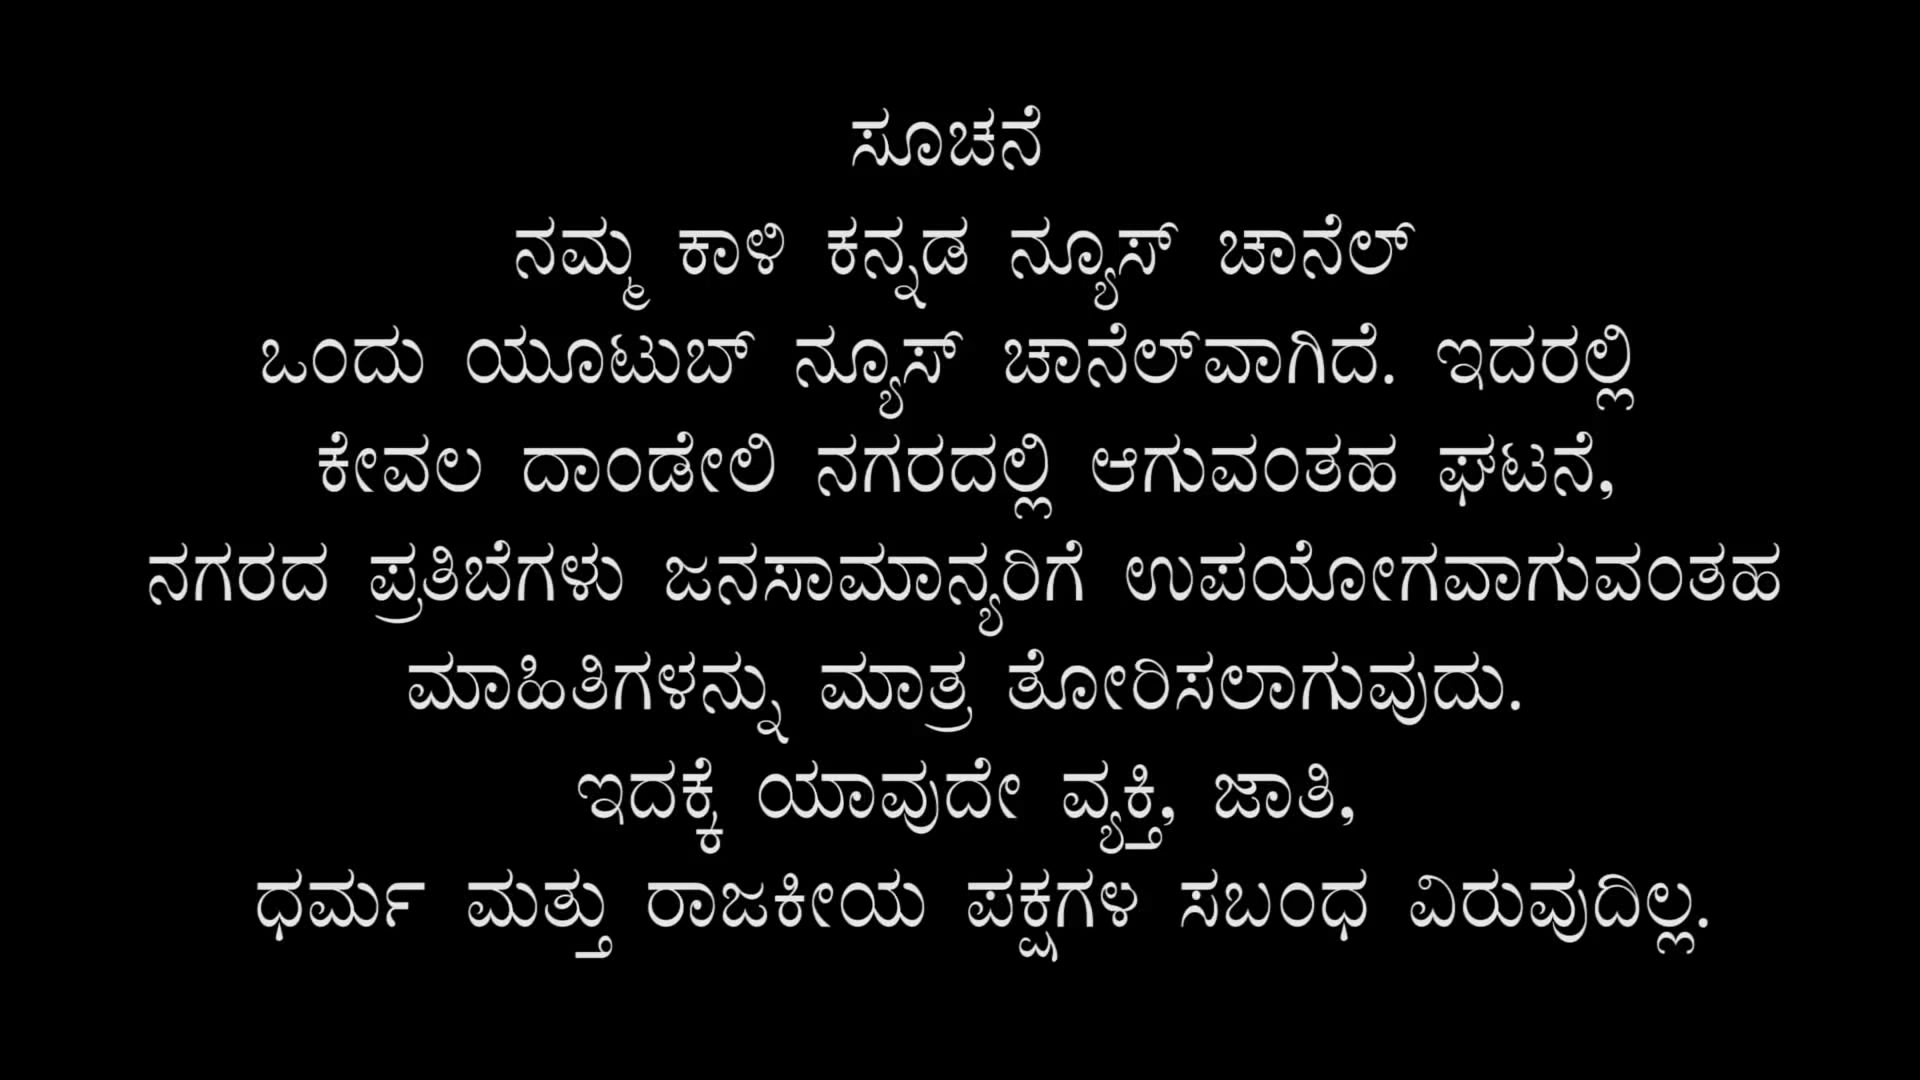 ಸೂಚನೆ
ನಮ್ಮ ಕಾಳಿ ಕನ್ನಡ ನ್ಯೂಸ್ ಚಾನೆಲ್
ಒಂದು ಯೂಟುಬ್ ನ್ಯೂಸ್ ಚಾನೆಲ್‌ವಾಗಿದೆ. ಇದರಲ್ಲಿ
ಕೇವಲ ದಾಂಡೇಲಿ ನಗರದಲ್ಲಿ ಆಗುವಂತಹ ಘಟನೆ,
ನಗರದ ಪ್ರತಿಬೆಗಳು ಜನಸಾಮಾನ್ಯರಿಗೆ ಉಪಯೋಗವಾಗುವಂತಹ
ಮಾಹಿತಿಗಳನ್ನು ಮಾತ್ರ ತೋರಿಸಲಾಗುವುದು.
ಇದಕ್ಕೆ ಯಾವುದೇ ವ್ಯಕ್ತಿ, ಜಾತಿ,
ಧರ್ಮ ಮತ್ತು ರಾಜಕೀಯ ಪಕ್ಷಗಳ ಸಬಂಧ ವಿರುವುದಿಲ್ಲ.